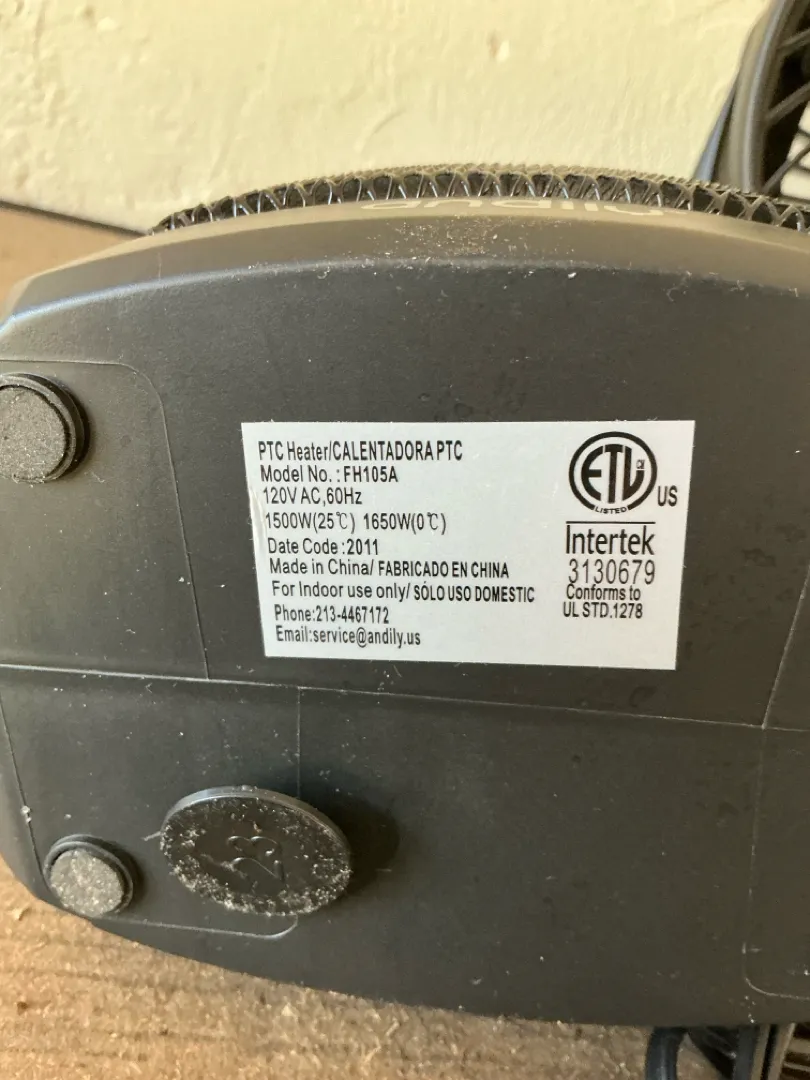 andily
PTC Heater/CALENTADORA PTC
Model No. : FH105A
120V AC,60Hz
1500W(25℃) 1650W(0℃)
Date Code :2011
Made in China/ FABRICADO EN CHINA
For Indoor use only/ SÓLO USO DOMESTIC
Phone:213-4467172
Email:service@andily.us
ETL CM
LISTED
US
Intertek
3130679
Conforms to
UL STD.1278